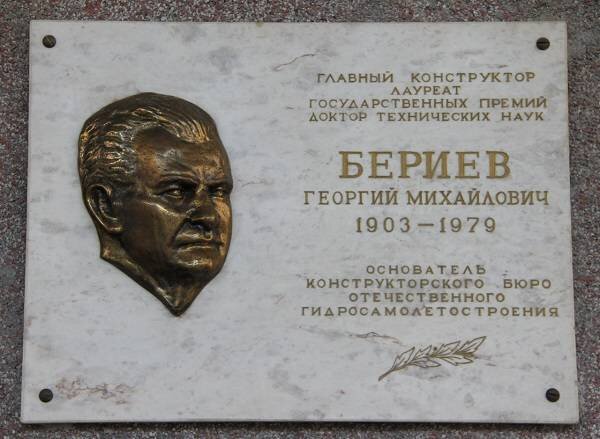 ГЛАВНЫЙ КОНСТРУКТОР
ЛАУРЕАТ
ГОСУДАРСТВЕННЫХ ПРЕМИЙ
ДОКТОР ТЕХНИЧЕСКИХ НАУК
БЕРИЕВ
ГЕОРГИЙ МИХАЙЛОВИЧ
1903 — 1979
ОСНОВАТЕЛЬ
КОНСТРУКТОРСКОГО БЮРО
ОТЕЧЕСТВЕННОГО
ГИДРОСАМОЛЕТОСТРОЕНИЯ